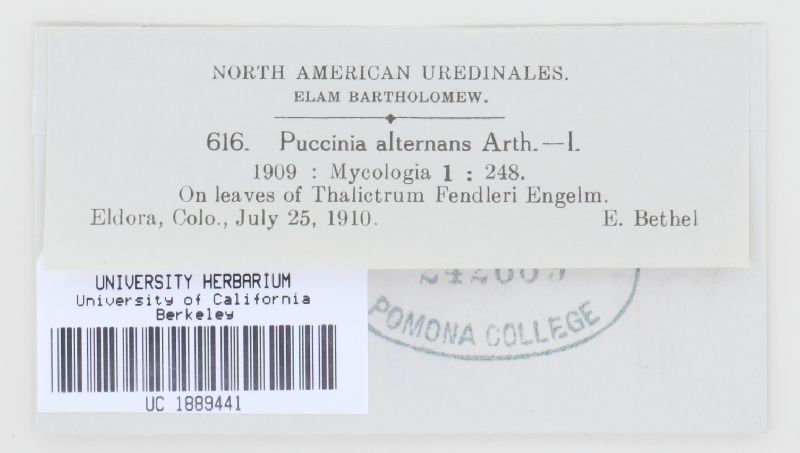 NORTH AMERICAN UREDINALES.
ELAM BARTHOLOMEW.
616. Puccinia alternans Arth.—I.
1909 : Mycologia 1 : 248.
On leaves of Thalictrum Fendleri Engelm.
Eldora, Colo., July 25, 1910. E. Bethel
UNIVERSITY HERBARIUM
University of California
Berkeley
UC 1889441
POMONA COLLEGE